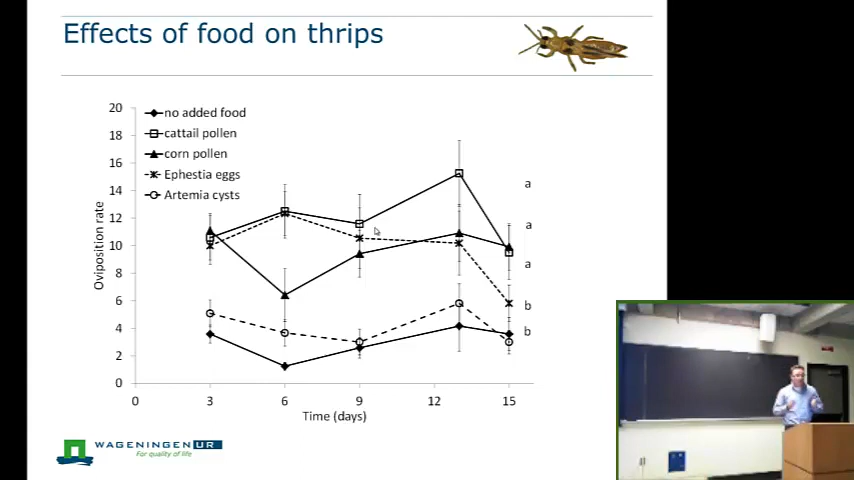 Effects of food on thrips
20
18
16
14
12
10
8
6
4
2
0
Oviposition rate
no added food
cattail pollen
corn pollen
Ephestia eggs
Artemia cysts
a
a
a
b
b
0 3 6 9 12 15
Time (days)
WAGENINGEN UR
For quality of life